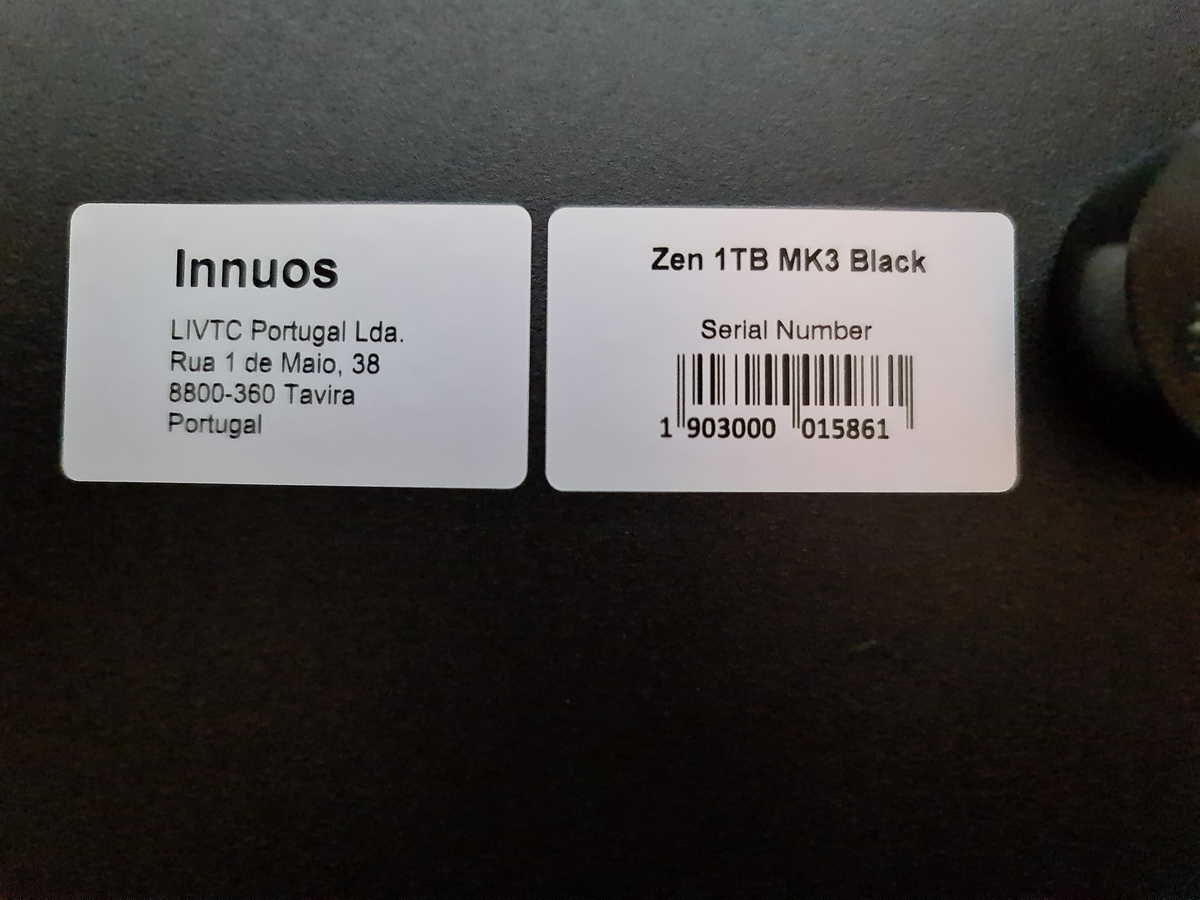 Innuos
LIVTC Portugal Lda.
Rua 1 de Maio, 38
8800-360 Tavira
Portugal
Zen 1TB MK3 Black
Serial Number
1 903000 015861